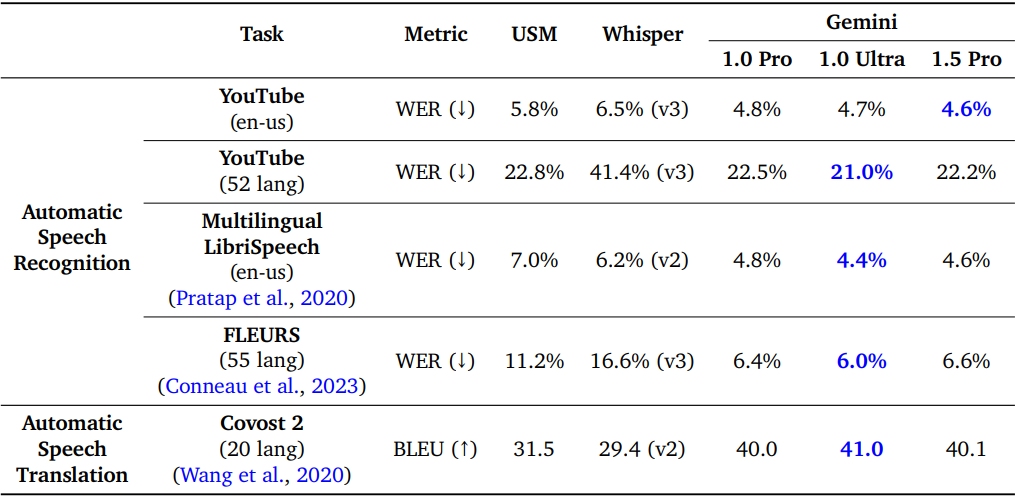 Task Metric USM Whisper Gemini
1.0 Pro 1.0 Ultra 1.5 Pro
Automatic
Speech
Recognition
YouTube
(en-us)
WER (↓) 5.8% 6.5% (v3) 4.8% 4.7% 4.6%
YouTube
(52 lang)
WER (↓) 22.8% 41.4% (v3) 22.5% 21.0% 22.2%
Multilingual
LibriSpeech
(en-us)
(Pratap et al., 2020)
WER (↓) 7.0% 6.2% (v2) 4.8% 4.4% 4.6%
FLEURS
(55 lang)
(Conneau et al., 2023)
WER (↓) 11.2% 16.6% (v3) 6.4% 6.0% 6.6%
Automatic
Speech
Translation
Covost 2
(20 lang)
(Wang et al., 2020)
BLEU (↑) 31.5 29.4 (v2) 40.0 41.0 40.1